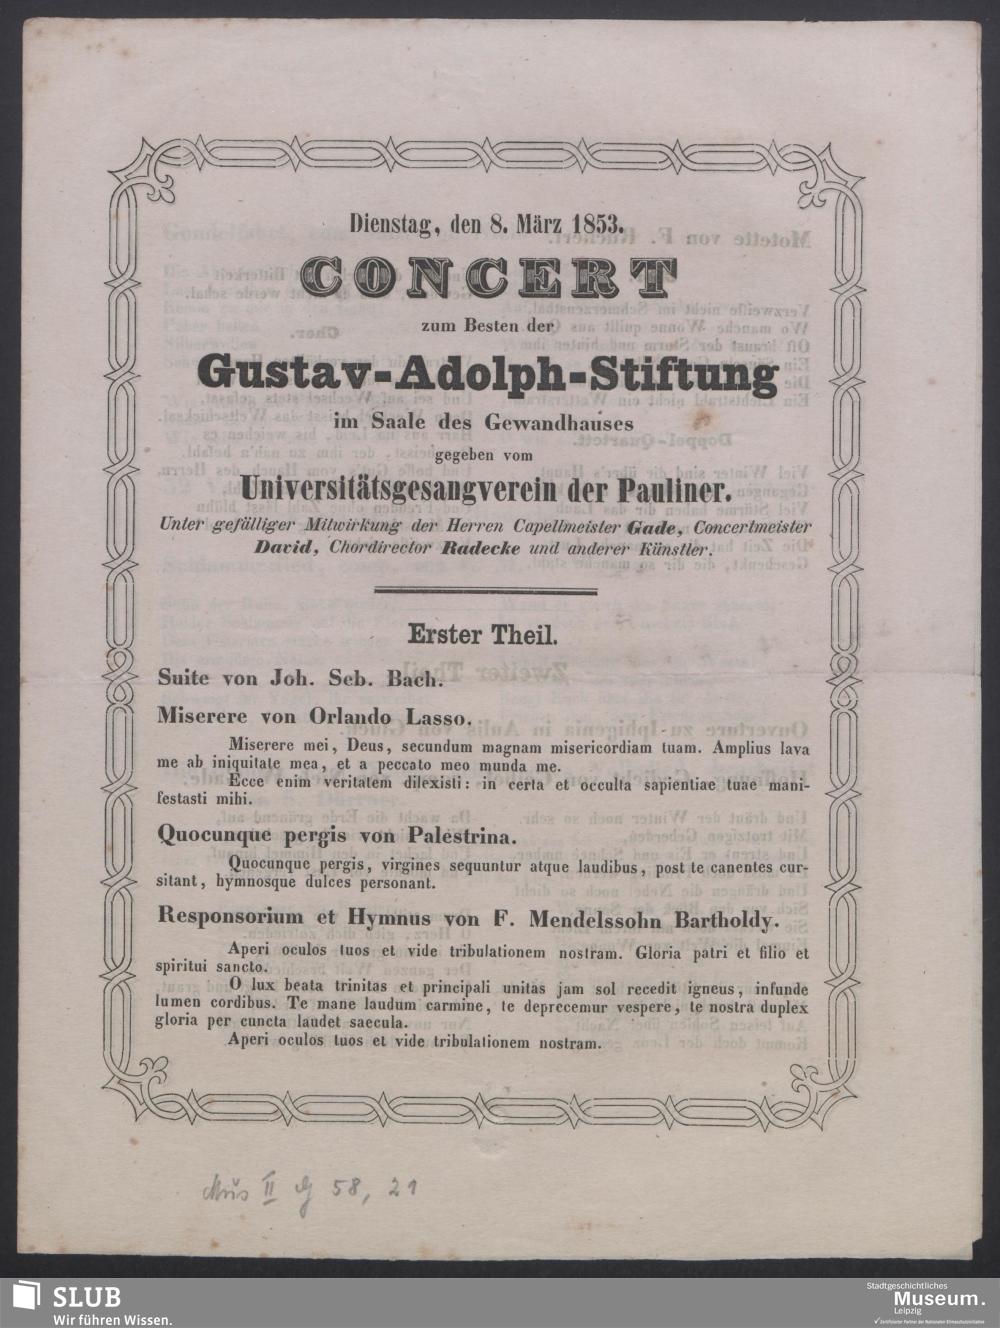 Dienstag, den 8. März 1853.
CONCERT
zum Besten der
Gustav-Adolph-Stiftung
im Saale des Gewandhauses
gegeben vom
Universitätsgesangverein der Pauliner.
Unter gefälliger Mitwirkung der Herren Capellmeister Gade, Concertmeister
David, Chordirector Radecke und anderer Künstler.
Erster Theil.
Suite von Joh. Seb. Bach.
Miserere von Orlando Lasso.
Miserere mei, Deus, secundum magnam misericordiam tuam. Amplius lava
me ab iniquitate mea, et a peccato meo munda me.
Ecce enim veritatem dilexisti: in certa et occulta sapientiae tuae mani-
festasti mihi.
Quocunque pergis von Palestrina.
Quocunque pergis, virgines sequuntur atque laudibus, post te canentes cur-
sitant, hymnosque dulces personant.
Responsorium et Hymnus von F. Mendelssohn Bartholdy.
Aperi oculos tuos et vide tribulationem nostram. Gloria patri et filio et
spiritui sancto.
O lux beata trinitas et principali unitas jam sol recedit igneus, infunde
lumen cordibus. Te mane laudum carmine, te deprecemur vespere, te nostra duplex
gloria per cuncta laudet saecula.
Aperi oculos tuos et vide tribulationem nostram.
Mus II G 58, 21
SLUB
Wir führen Wissen.
Stadtgeschichtliches
Museum.
Leipzig
Zertifizierter Partner der Nationalen Klimaschutzinitiative